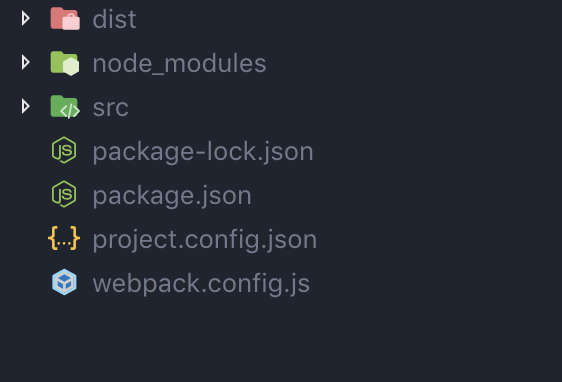 dist
node_modules
src
package-lock.json
package.json
project.config.json
webpack.config.js